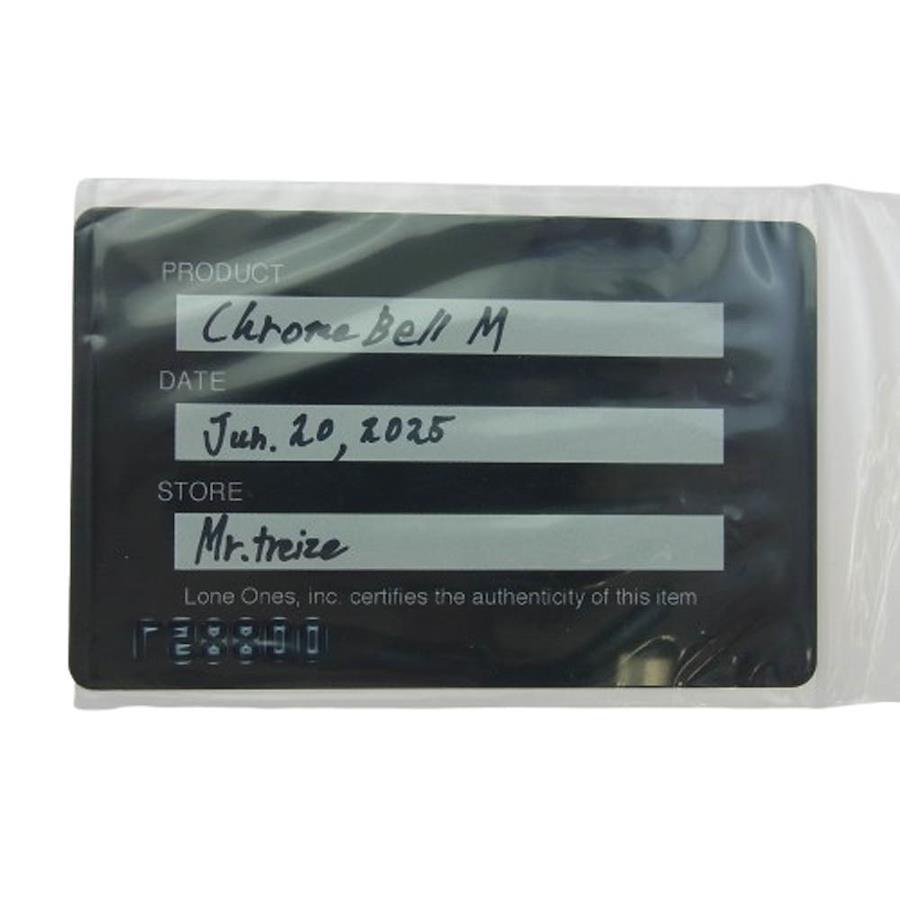 PRODUCT
Chrome Bell M
DATE
Jun. 20, 2025
STORE
Mr.treize
Lone Ones, inc. certifies the authenticity of this item